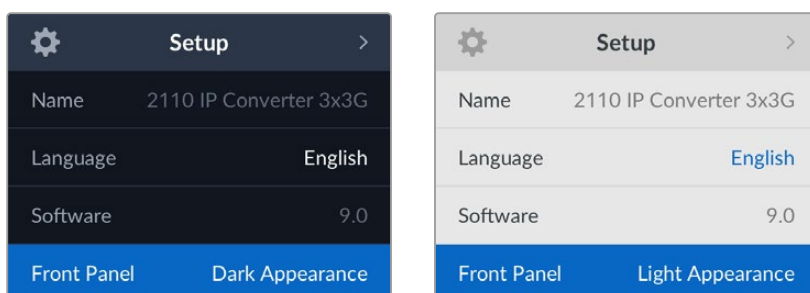 Setup
Name 2110 IP Converter 3x3G
Language English
Software 9.0
Front Panel Dark Appearance
Setup
Name 2110 IP Converter 3x3G
Language English
Software 9.0
Front Panel Light Appearance